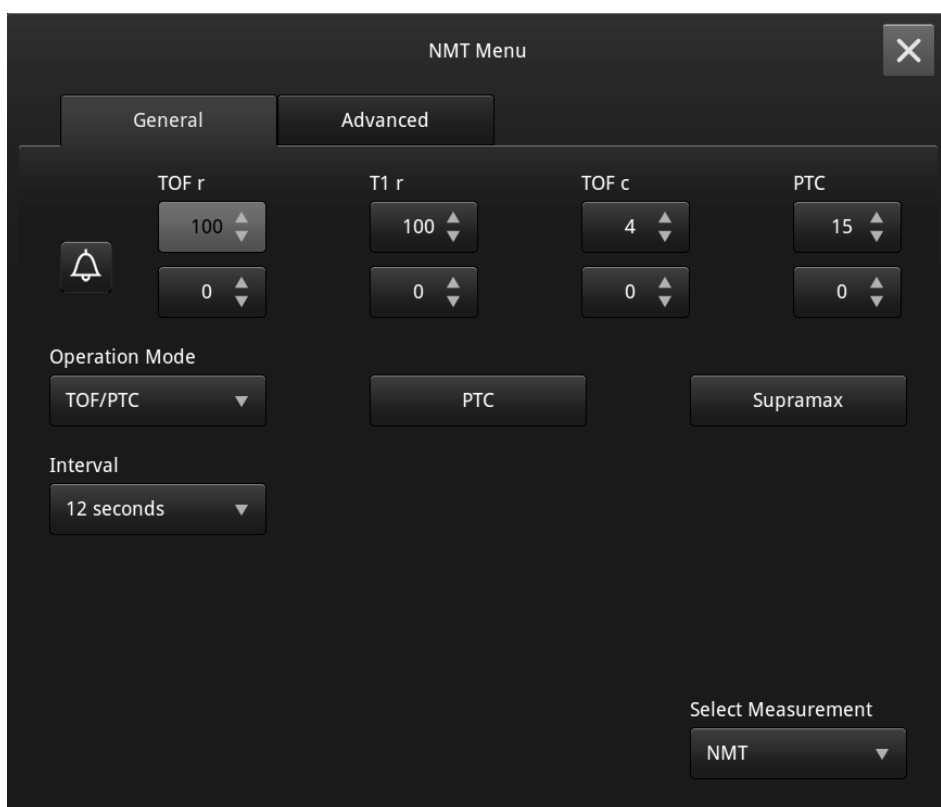 NMT Menu
General Advanced
TOF r T1 r TOF c PTC
100 100 4 15
0 0 0 0
Operation Mode
TOF/PTC PTC Supramax
Interval
12 seconds
Select Measurement
NMT